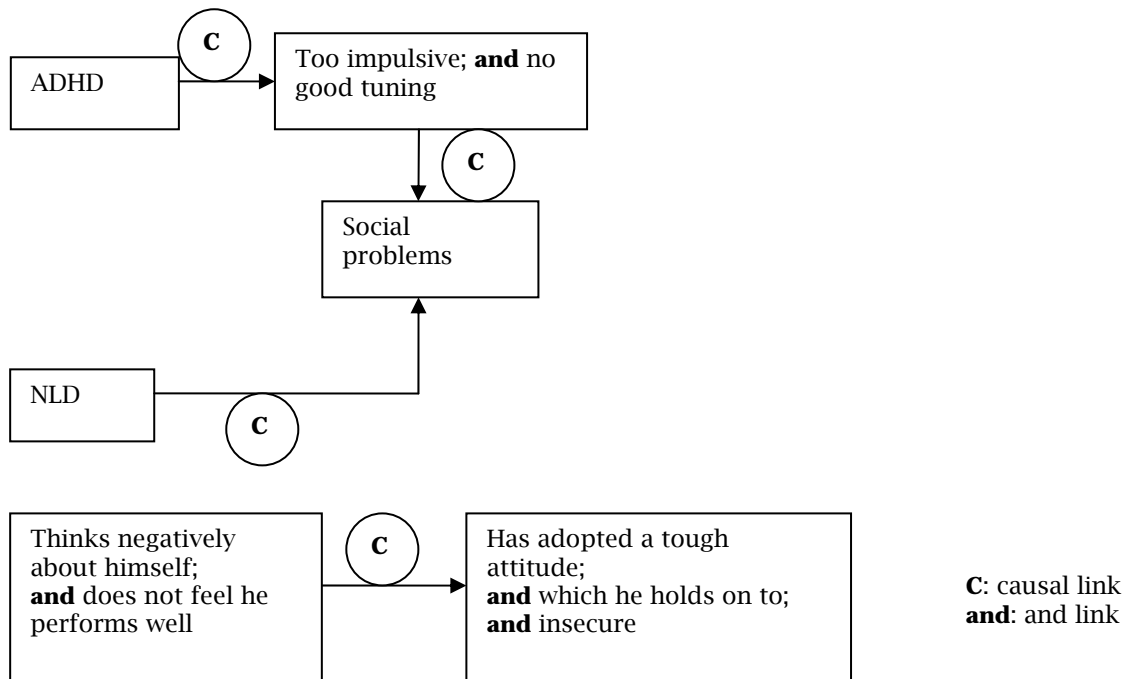 C
ADHD
Too impulsive; and no
good tuning
C
Social
problems
NLD
C
Thinks negatively
about himself;
and does not feel he
performs well
C
Has adopted a tough
attitude;
and which he holds on to;
and insecure
C: causal link
and: and link